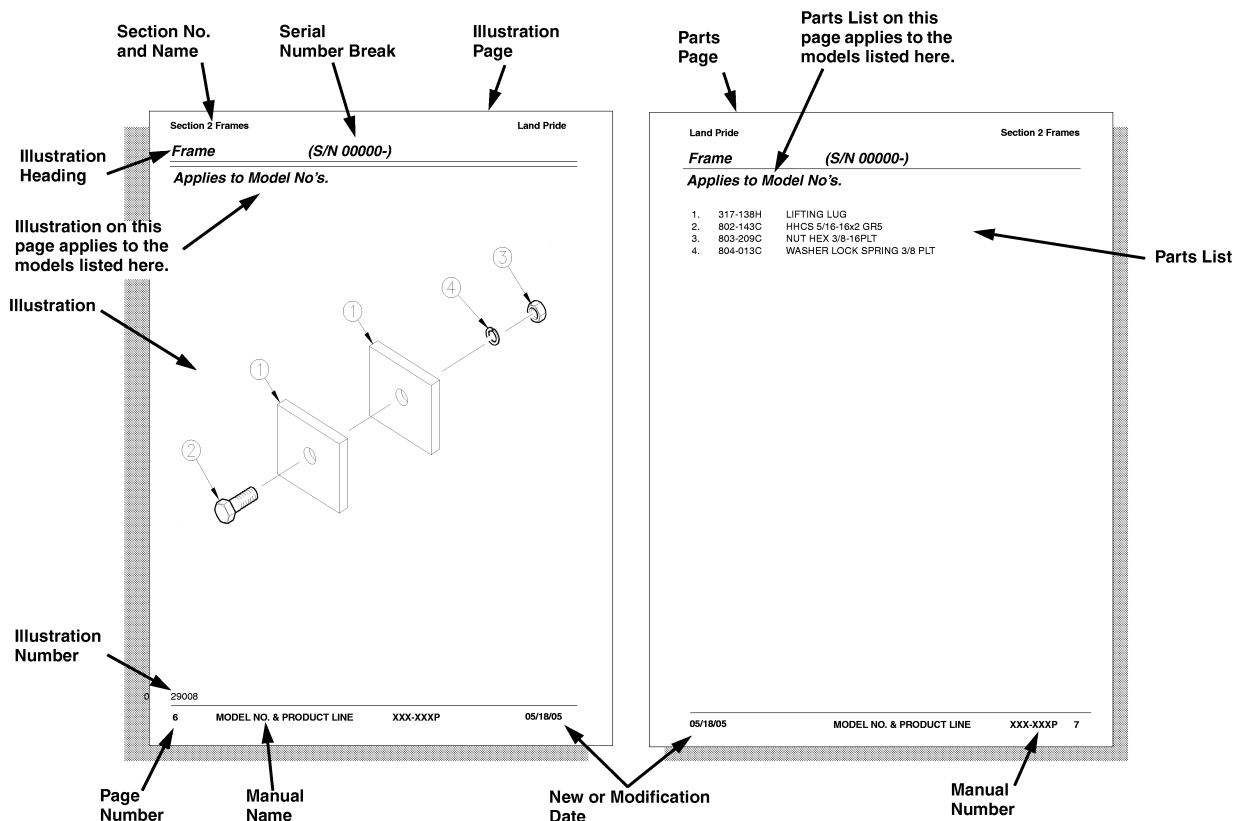 Section No.
and Name
Serial
Number Break
Illustration
Page
Parts
Page
Parts List on this
page applies to the
models listed here.
Section 2 Frames
Land Pride
Frame
(S/N 00000-)
Applies to Model No's.
Illustration
Heading
Illustration on this
page applies to the
models listed here.
Illustration
3
4
1
1
2
Illustration
Number
0
29008
6
MODEL NO. & PRODUCT LINE
XXX-XXXP
05/18/05
Page
Number
Manual
Name
New or Modification
Date
Land Pride
Section 2 Frames
Frame
(S/N 00000-)
Applies to Model No's.
1. 317-138H LIFTING LUG
2. 802-143C HHCS 5/16-16x2 GR5
3. 803-209C NUT HEX 3/8-16PLT
4. 804-013C WASHER LOCK SPRING 3/8 PLT
Parts List
05/18/05
MODEL NO. & PRODUCT LINE
XXX-XXXP
7
Manual
Number